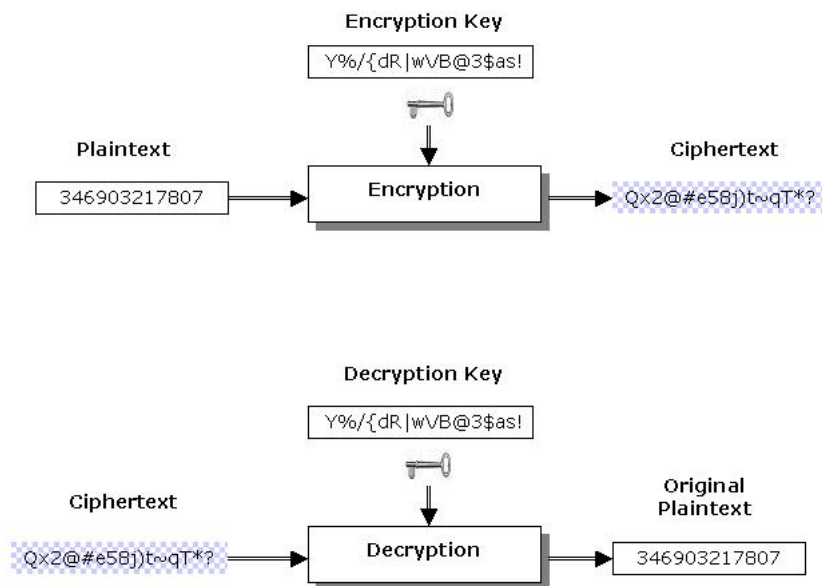 Encryption Key
Y%/{dR|wVB@3$as!
Plaintext
Ciphertext
346903217807
Encryption
Qx2@#e58j)t~qT*?
Decryption Key
Y%/{dR|wVB@3$as!
Ciphertext
Original
Plaintext
Qx2@#e58j)t~qT*?
Decryption
346903217807